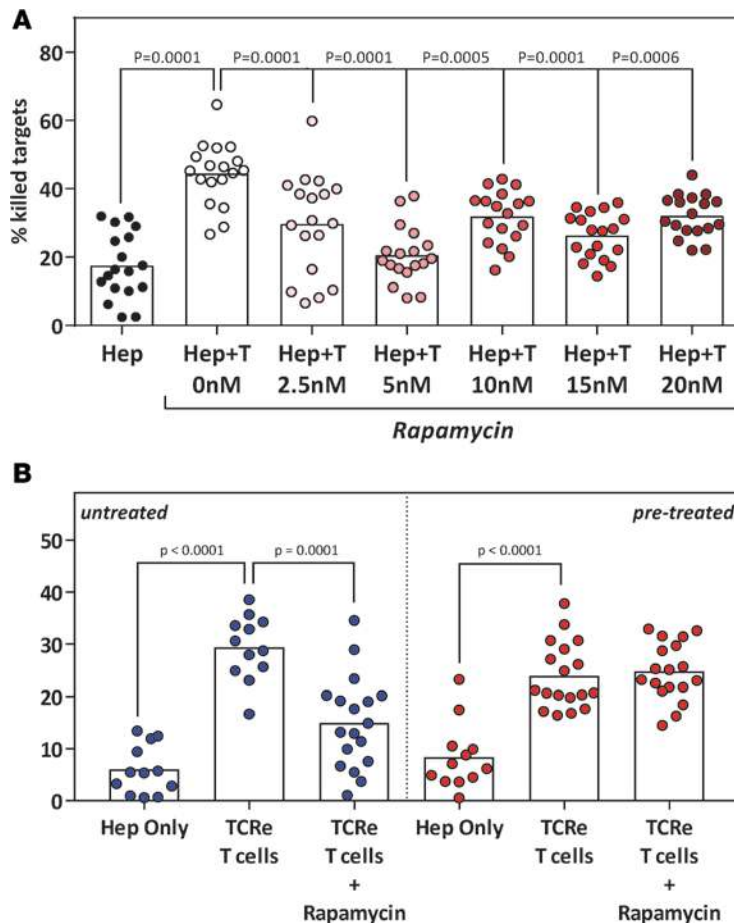 A
P=0.0001 P=0.0001 P=0.0001 P=0.0005 P=0.0001 P=0.0006
% killed targets
80
60
40
20
0
Hep Hep+T Hep+T Hep+T Hep+T Hep+T Hep+T
0nM 2.5nM 5nM 10nM 15nM 20nM
Rapamycin
B
untreated pre-treated
p < 0.0001 p = 0.0001 p < 0.0001
50
40
30
20
10
0
Hep Only TCRe TCRe Hep Only TCRe TCRe
T cells T cells T cells T cells
+ +
Rapamycin Rapamycin